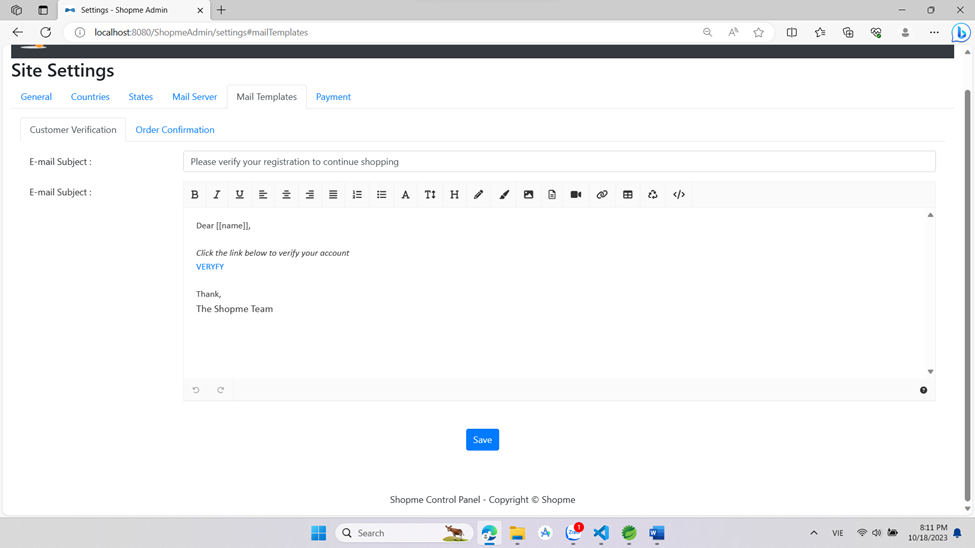 Settings - Shopme Admin
localhost:8080/ShopmeAdmin/settings#mailTemplates
Site Settings
General Countries States Mail Server Mail Templates Payment
Customer Verification Order Confirmation
E-mail Subject : Please verify your registration to continue shopping
E-mail Subject :
Dear [[name]],
Click the link below to verify your account
VERYFY
Thank,
The Shopme Team
Save
Shopme Control Panel - Copyright © Shopme
Search 1 VIE 8:11 PM
10/18/2023